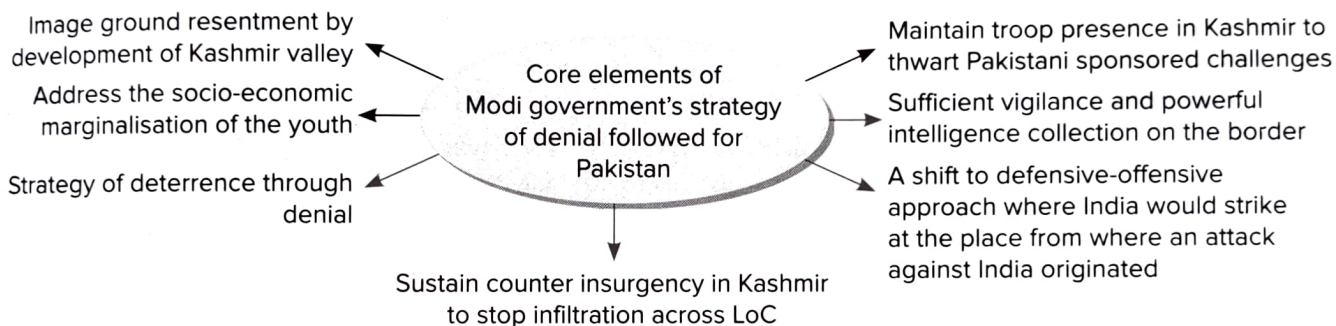 Image ground resentment by
development of Kashmir valley
Address the socio-economic
marginalisation of the youth
Strategy of deterrence through
denial
Core elements of
Modi government's strategy
of denial followed for
Pakistan
Maintain troop presence in Kashmir to
thwart Pakistani sponsored challenges
Sufficient vigilance and powerful
intelligence collection on the border
A shift to defensive-offensive
approach where India would strike
at the place from where an attack
against India originated
Sustain counter insurgency in Kashmir
to stop infiltration across LoC